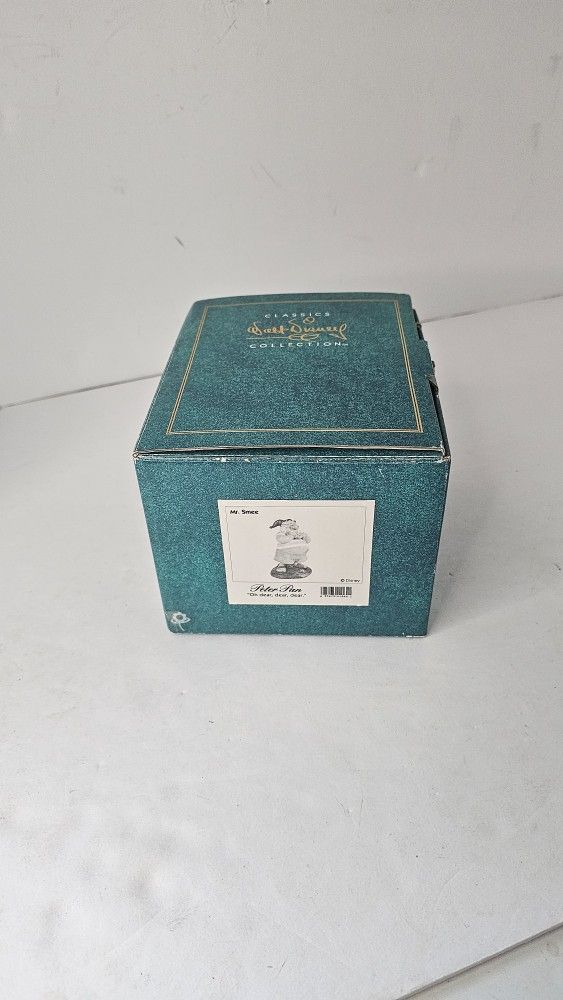 CLASSICS
Walt Disney
COLLECTION
Mr. Smee
© Disney
Peter Pan
"Oh dear, dear, dear."